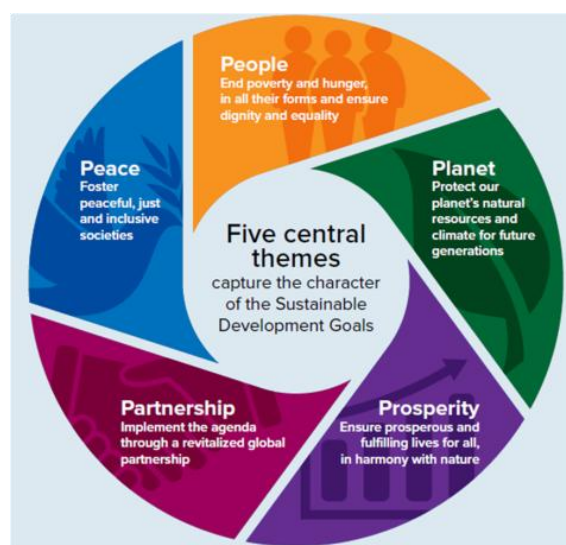 People
End poverty and hunger,
in all their forms and ensure
dignity and equality
Planet
Protect our
planet's natural
resources and
climate for future
generations
Prosperity
Ensure prosperous and
fulfilling lives for all,
in harmony with nature
Partnership
Implement the agenda
through a revitalized global
partnership
Peace
Foster
peaceful, just
and inclusive
societies
Five central
themes
capture the character
of the Sustainable
Development Goals